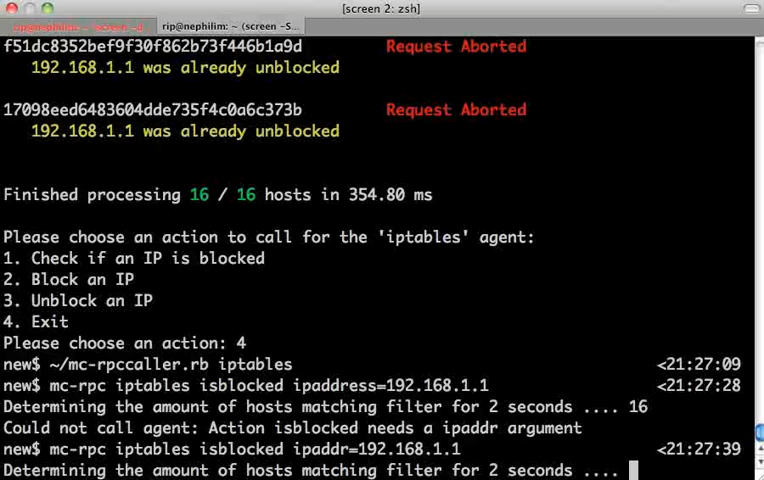 [screen 2: zsh]
rip@nephilim: ~ (screen -d
rip@nephilim: ~ (screen -S...
f51dc8352bef9f30f862b73f446b1a9d Request Aborted
192.168.1.1 was already unblocked
17098eed6483604dde735f4c0a6c373b Request Aborted
192.168.1.1 was already unblocked
Finished processing 16 / 16 hosts in 354.80 ms
Please choose an action to call for the 'iptables' agent:
1. Check if an IP is blocked
2. Block an IP
3. Unblock an IP
4. Exit
Please choose an action: 4
new$ ~/mc-rpccaller.rb iptables <21:27:09
new$ mc-rpc iptables isblocked ipaddress=192.168.1.1 <21:27:28
Determining the amount of hosts matching filter for 2 seconds .... 16
Could not call agent: Action isblocked needs a ipaddr argument
new$ mc-rpc iptables isblocked ipaddr=192.168.1.1 <21:27:39
Determining the amount of hosts matching filter for 2 seconds ....